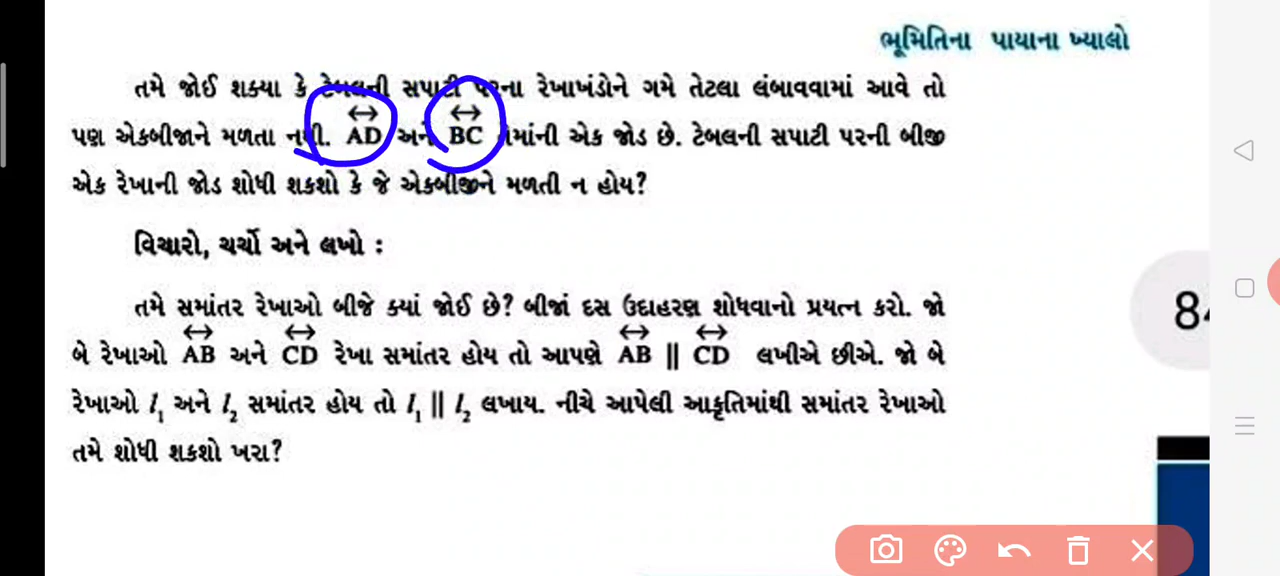 ભૂમિતિના પાયાના ખ્યાલો
તમે જોઈ શક્યા કે ટેબલની સપાટી પરના રેખાખંડોને ગમે તેટલા લંબાવવામાં આવે તો
પણ એકબીજાને મળતા નથી. AD અને BC તેમાંની એક જોડ છે. ટેબલની સપાટી પરની બીજી
એક રેખાની જોડ શોધી શકશો કે જે એકબીજીને મળતી ન હોય?
વિચારો, ચર્ચો અને લખો :
તમે સમાંતર રેખાઓ બીજે ક્યાં જોઈ છે? બીજાં દસ ઉદાહરણ શોધવાનો પ્રયત્ન કરો. જો
બે રેખાઓ AB અને CD રેખા સમાંતર હોય તો આપણે AB || CD લખીએ છીએ. જો બે
રેખાઓ l₁ અને l₂ સમાંતર હોય તો l₁ || l₂ લખાય. નીચે આપેલી આકૃતિમાંથી સમાંતર રેખાઓ
તમે શોધી શકશો ખરા?